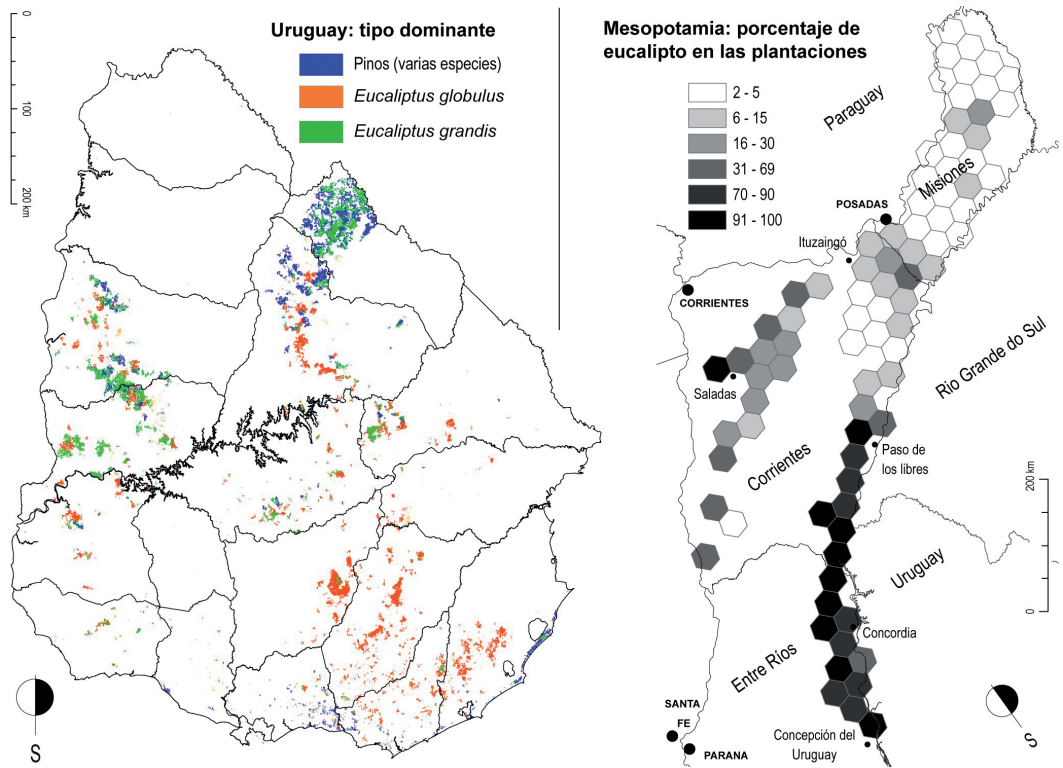 0
100
200 km
Uruguay: tipo dominante
Pinos (varias especies)
Eucaliptus globulus
Eucaliptus grandis
S
Mesopotamia: porcentaje de
eucalipto en las plantaciones
2 - 5
6 - 15
16 - 30
31 - 69
70 - 90
91 - 100
Paraguay
Misiones
POSADAS
Ituzaingó
CORRIENTES
Rio Grande do Sul
Saladas
Corrientes
Paso de
los libres
200 km
0
Uruguay
Concordia
Entre Ríos
SANTA
FE
PARANA
Concepción del
Uruguay
S